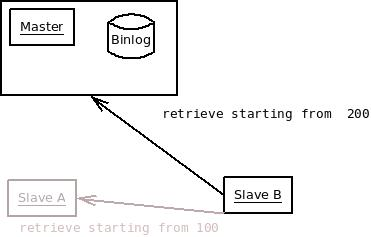 Master
Binlog
retrieve starting from  200
Slave A
Slave B
retrieve starting from 100